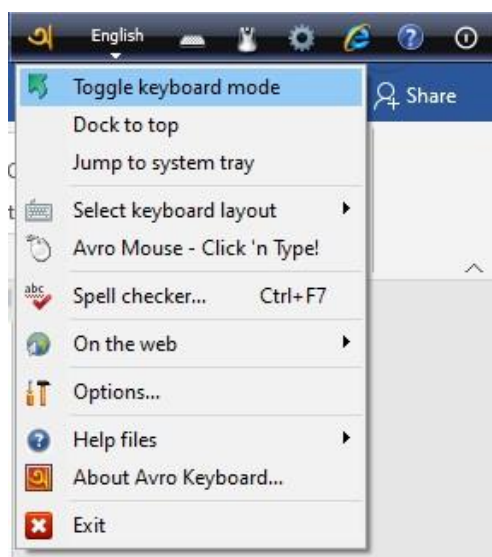 অ English
Share
Toggle keyboard mode
Dock to top
Jump to system tray
Select keyboard layout
Avro Mouse - Click 'n Type!
abc Spell checker... Ctrl+F7
On the web
Options...
Help files
About Avro Keyboard...
Exit